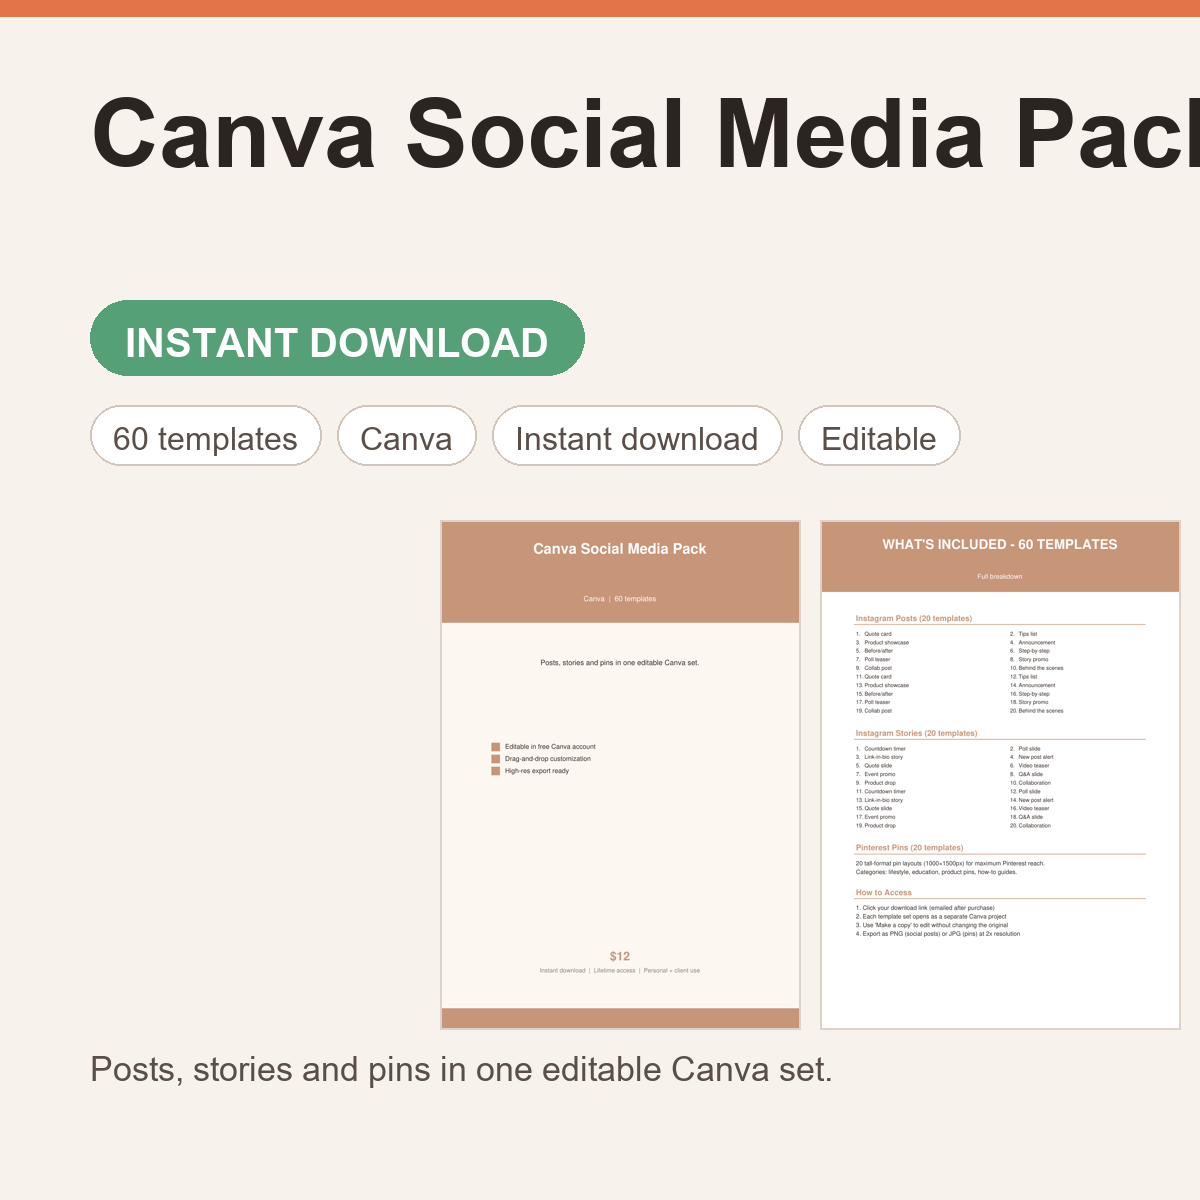 Canva Social Media Pack
INSTANT DOWNLOAD
60 templates
Canva
Instant download
Editable
Canva Social Media Pack
Canva | 60 templates
Posts, stories and pins in one editable Canva set.
Editable in free Canva account
Drag-and-drop customization
High-res export ready
$12
Instant download | Lifetime access | Personal + client use
WHAT'S INCLUDED - 60 TEMPLATES
Full breakdown
Instagram Posts (20 templates)
1. Quote card
2. Tips list
3. Product showcase
4. Announcement
5. Before/after
6. Step-by-step
7. Poll teaser
8. Story promo
9. Collab post
10. Behind the scenes
11. Quote card
12. Tips list
13. Product showcase
14. Announcement
15. Before/after
16. Step-by-step
17. Poll teaser
18. Story promo
19. Collab post
20. Behind the scenes
Instagram Stories (20 templates)
1. Countdown timer
2. Poll slide
3. Link-in-bio story
4. New post alert
5. Quote slide
6. Video teaser
7. Event promo
8. Q&A slide
9. Product drop
10. Collaboration
11. Countdown timer
12. Poll slide
13. Link-in-bio story
14. New post alert
15. Quote slide
16. Video teaser
17. Event promo
18. Q&A slide
19. Product drop
20. Collaboration
Pinterest Pins (20 templates)
20 tall-format pin layouts (1000×1500px) for maximum Pinterest reach.
Categories: lifestyle, education, product pins, how-to guides.
How to Access
1. Click your download link (emailed after purchase)
2. Each template set opens as a separate Canva project
3. Use 'Make a copy' to edit without changing the original
4. Export as PNG (social posts) or JPG (pins) at 2x resolution
Posts, stories and pins in one editable Canva set.